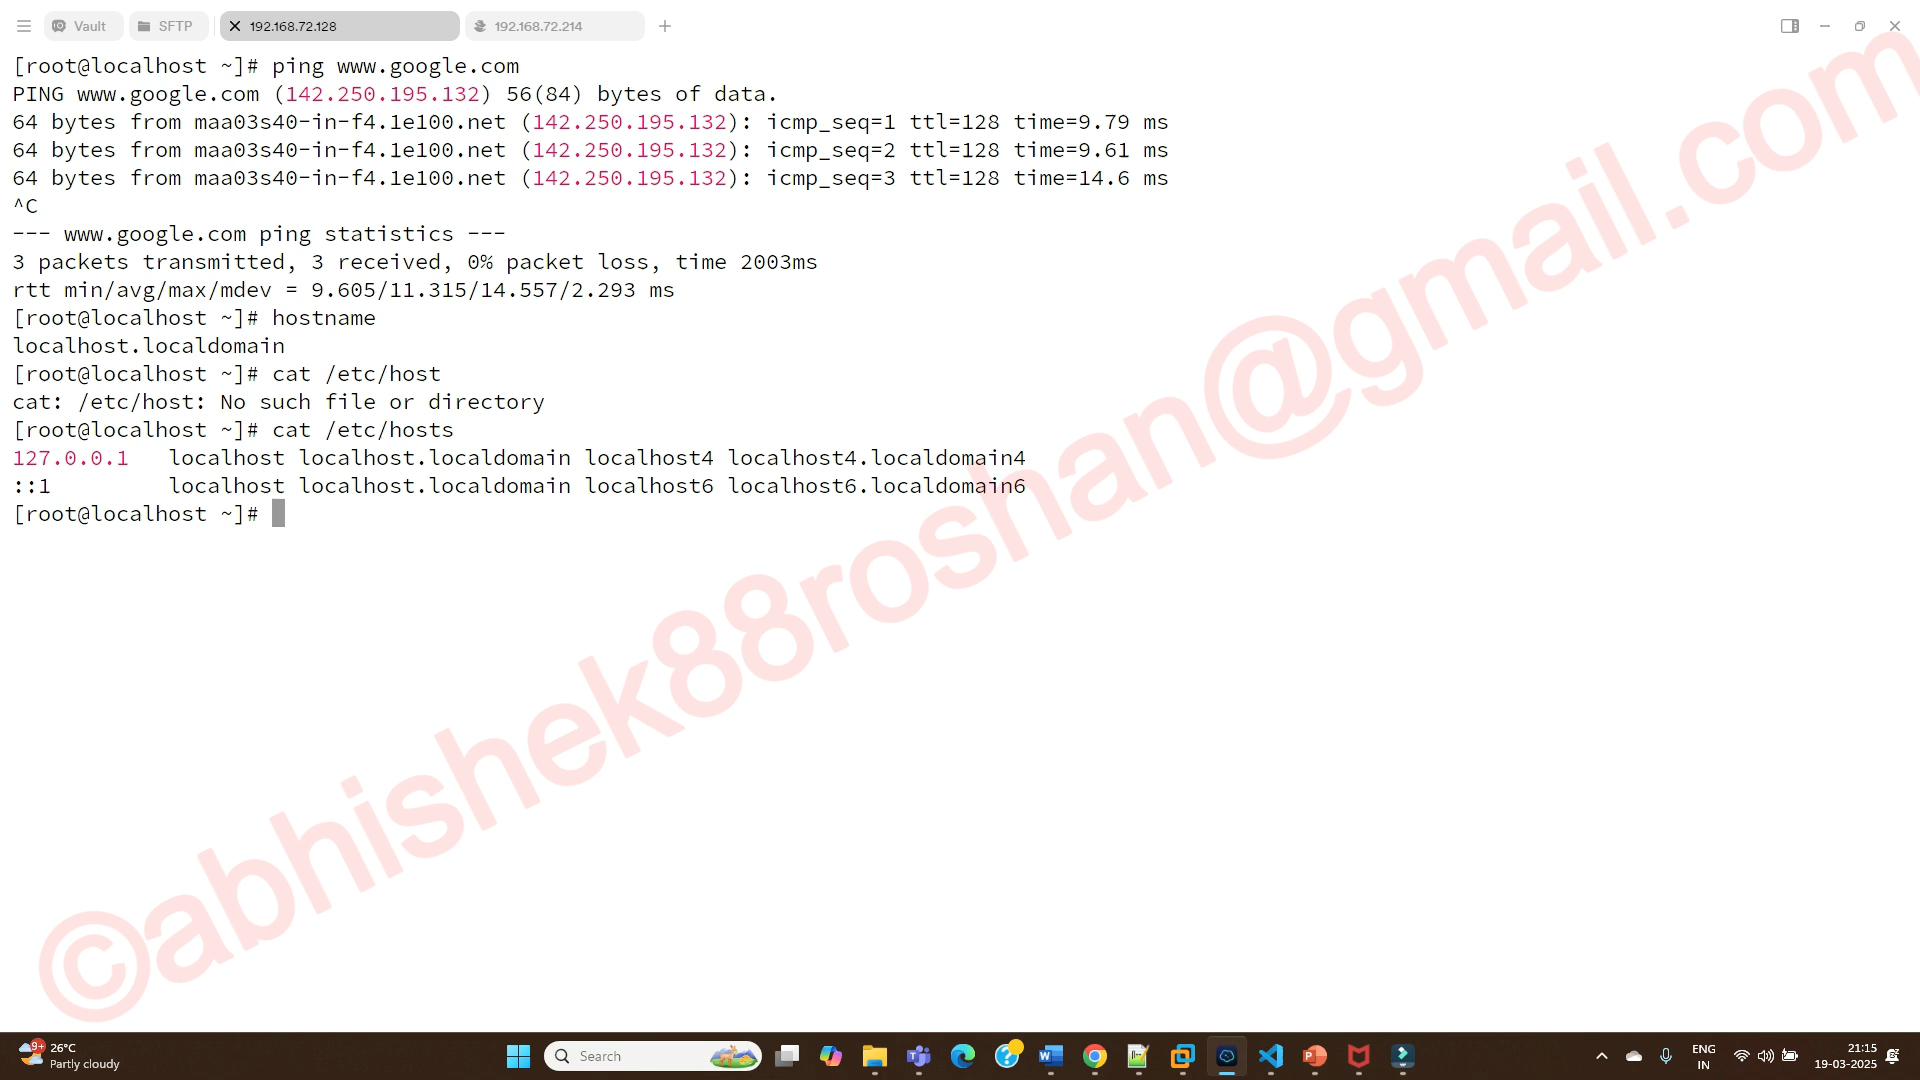 Vault
SFTP
192.168.72.128
192.168.72.214
[root@localhost ~]# ping www.google.com
PING www.google.com (142.250.195.132) 56(84) bytes of data.
64 bytes from maa03s40-in-f4.1e100.net (142.250.195.132): icmp_seq=1 ttl=128 time=9.79 ms
64 bytes from maa03s40-in-f4.1e100.net (142.250.195.132): icmp_seq=2 ttl=128 time=9.61 ms
64 bytes from maa03s40-in-f4.1e100.net (142.250.195.132): icmp_seq=3 ttl=128 time=14.6 ms
^C
--- www.google.com ping statistics ---
3 packets transmitted, 3 received, 0% packet loss, time 2003ms
rtt min/avg/max/mdev = 9.605/11.315/14.557/2.293 ms
[root@localhost ~]# hostname
localhost.localdomain
[root@localhost ~]# cat /etc/host
cat: /etc/host: No such file or directory
[root@localhost ~]# cat /etc/hosts
127.0.0.1   localhost localhost.localdomain localhost4 localhost4.localdomain4
::1         localhost localhost.localdomain localhost6 localhost6.localdomain6
[root@localhost ~]#
©abhishek88roshan@gmail.com
9+
26°C
Partly cloudy
Search
ENG
IN
21:15
19-03-2025